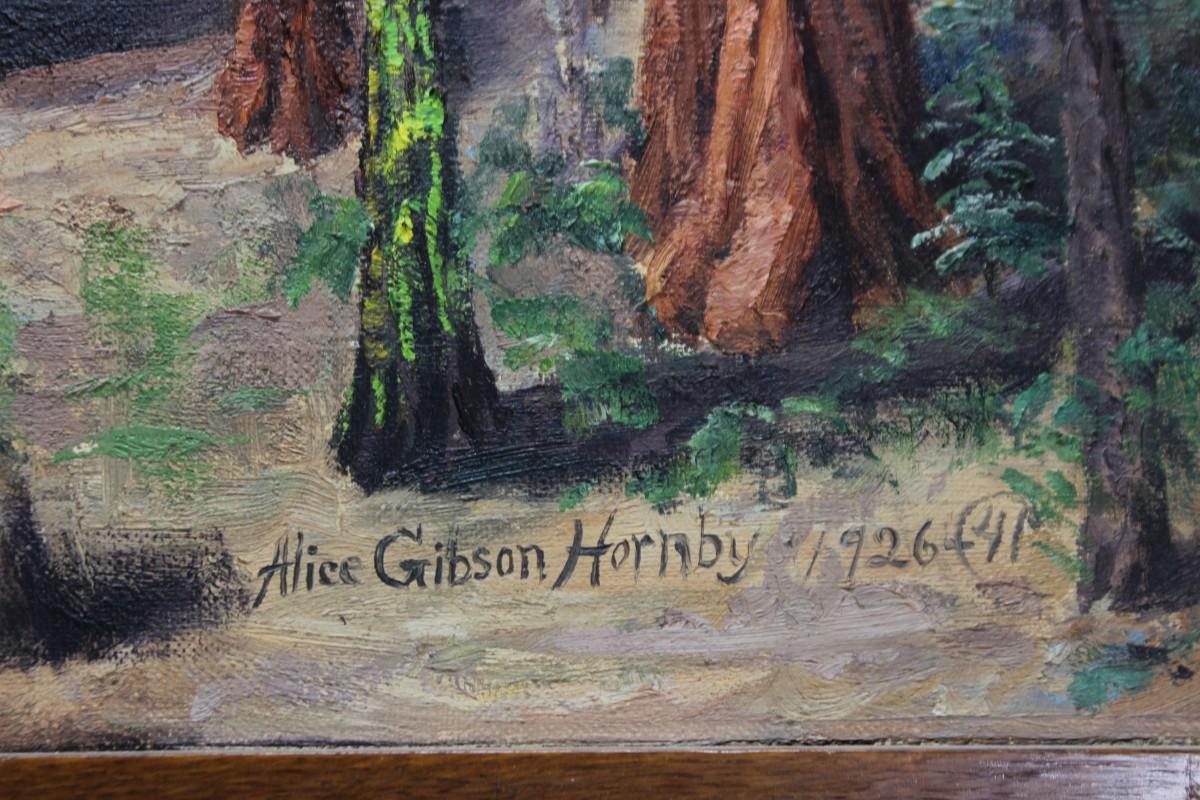 Alice Gibson Hornby 1926 + 41